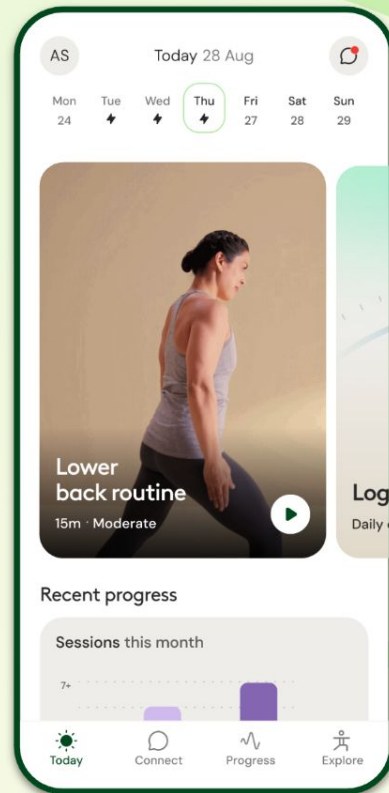 AS
Today 28 Aug
Mon Tue Wed Thu Fri Sat Sun
24 27 28 29
Lower
back routine
15m · Moderate
Log
Daily
Recent progress
Sessions this month
7+
Today Connect Progress Explore